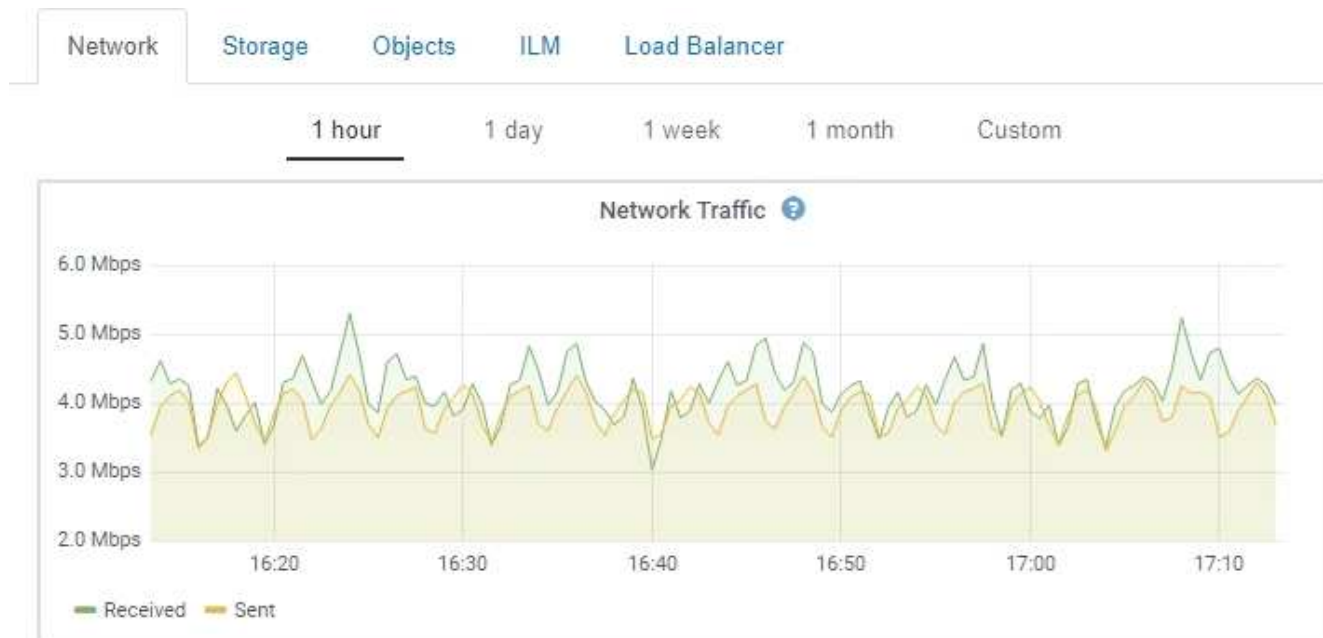 Network Storage Objects ILM Load Balancer
1 hour 1 day 1 week 1 month Custom
Network Traffic ?
6.0 Mbps
5.0 Mbps
4.0 Mbps
3.0 Mbps
2.0 Mbps
16:20 16:30 16:40 16:50 17:00 17:10
Received Sent